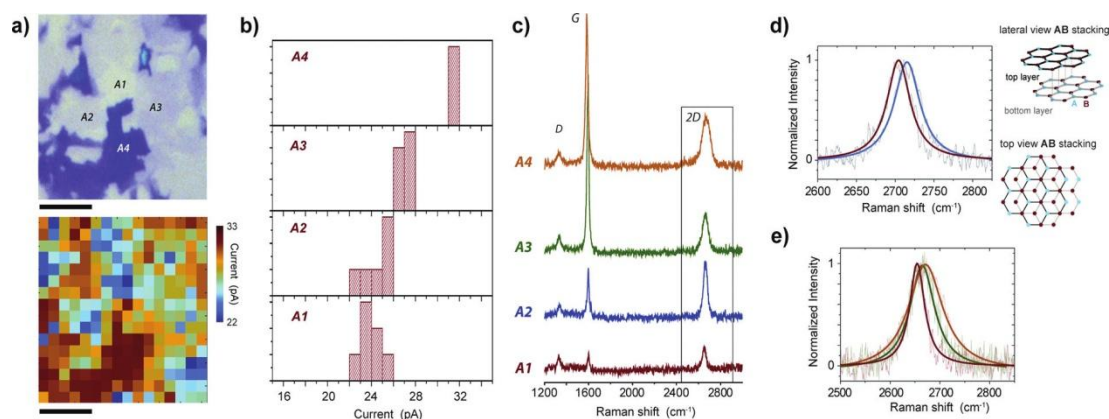 a)
A1
A2
A3
A4
33
Current (pA)
22
b)
A4
A3
A2
A1
16 20 24 28 32
Current (pA)
c)
G
D
2D
A4
A3
A2
A1
1200 1600 2000 2400 2800
Raman shift (cm⁻¹)
d)
Normalized Intensity
1
0
2600 2650 2700 2750 2800
Raman shift (cm⁻¹)
lateral view AB stacking
top layer
bottom layer
A B
top view AB stacking
e)
Normalized Intensity
1
0
2600 2700 2800
Raman shift (cm⁻¹)